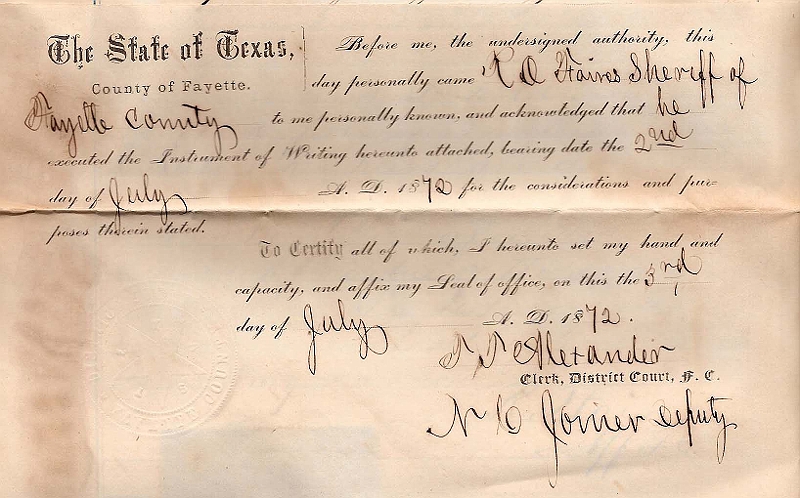 The State of Texas,
County of Fayette.
Before me, the undersigned authority, this
day personally came R O Faires Sheriff of
Fayette County to me personally known, and acknowledged that he
executed the Instrument of Writing hereunto attached, bearing date the 2nd
day of July A. D. 1872 for the considerations and pur-
poses therein stated.
To Certify all of which, I hereunto set my hand and
capacity, and affix my Seal of office, on this the 3rd
day of July A. D. 1872.
Alexander
Clerk, District Court, F. C.
N C Joiner Deputy